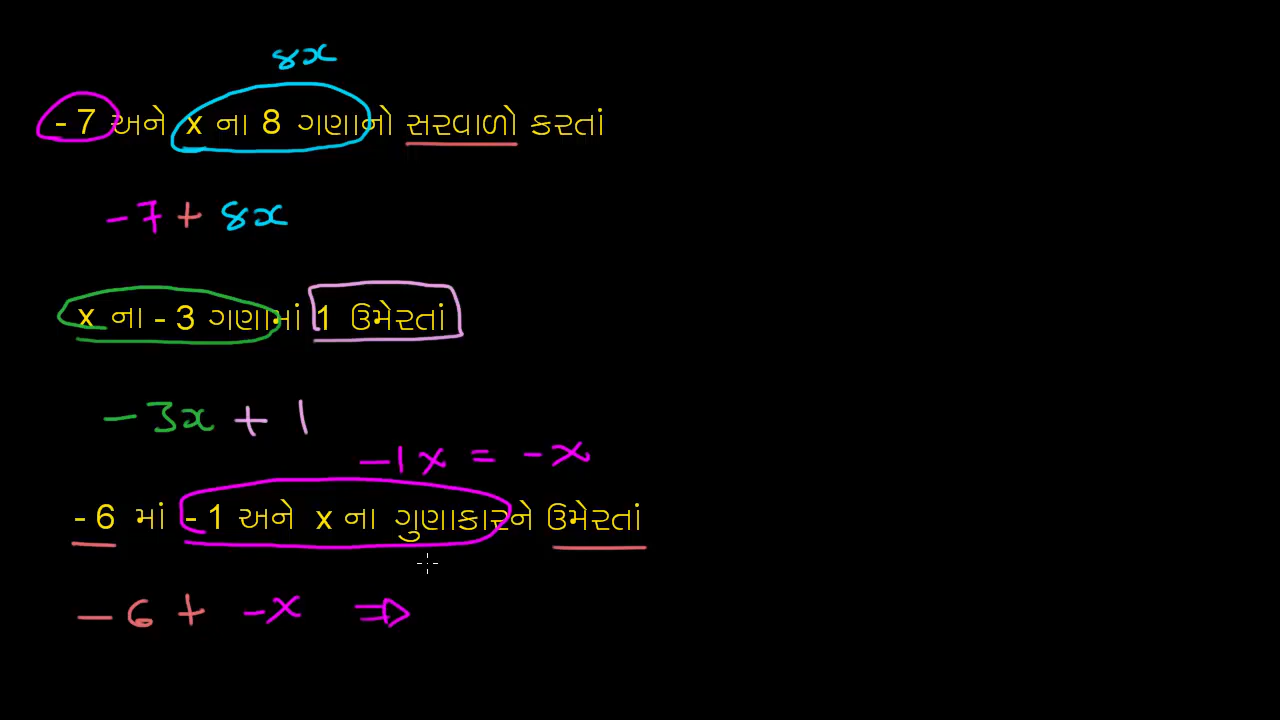 8x
- 7 અને x ના 8 ગણાનો સરવાળો કરતાં
-7 + 8x
x ના - 3 ગણામાં 1 ઉમેરતાં
-3x + 1
-1x = -x
- 6 માં - 1 અને x ના ગુણાકારને ઉમેરતાં
-6 + -x ⇒